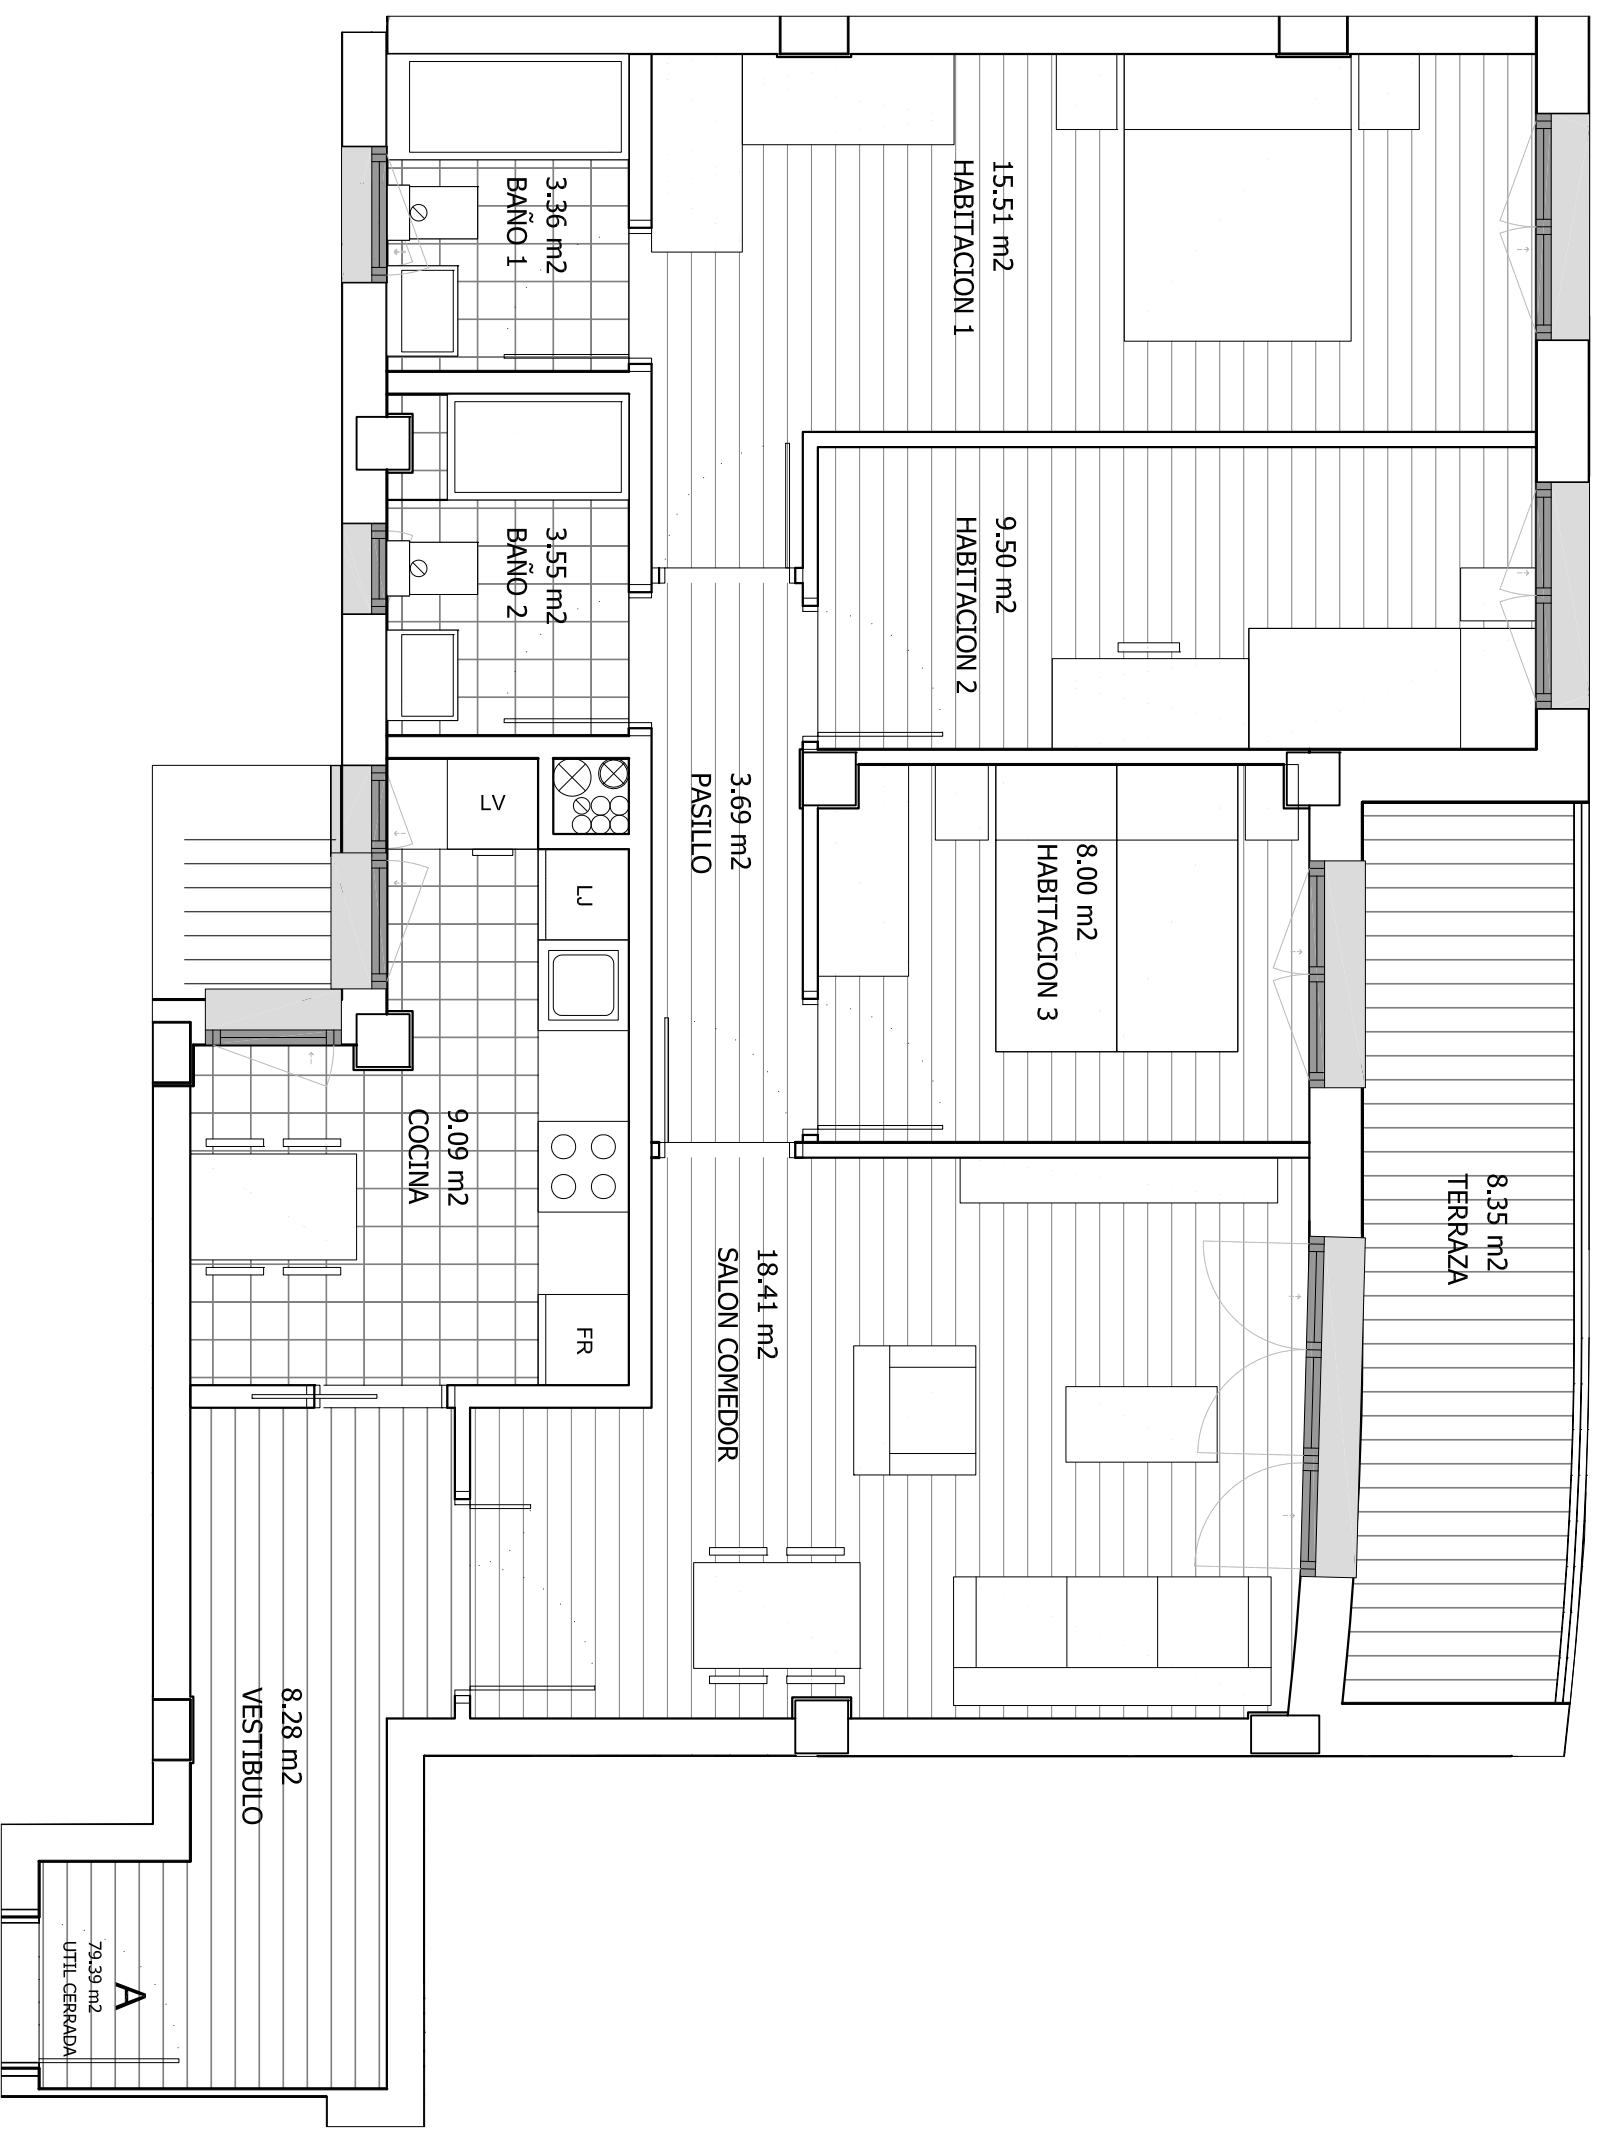 8.35 m2
TERRAZA
15.51 m2
HABITACION 1
9.50 m2
HABITACION 2
8.00 m2
HABITACION 3
3.69 m2
PASILLO
18.41 m2
SALON COMEDOR
3.36 m2
BAÑO 1
3.55 m2
BAÑO 2
LV
LJ
FR
9.09 m2
COCINA
8.28 m2
VESTIBULO
A
79.39 m2
UTIL CERRADA